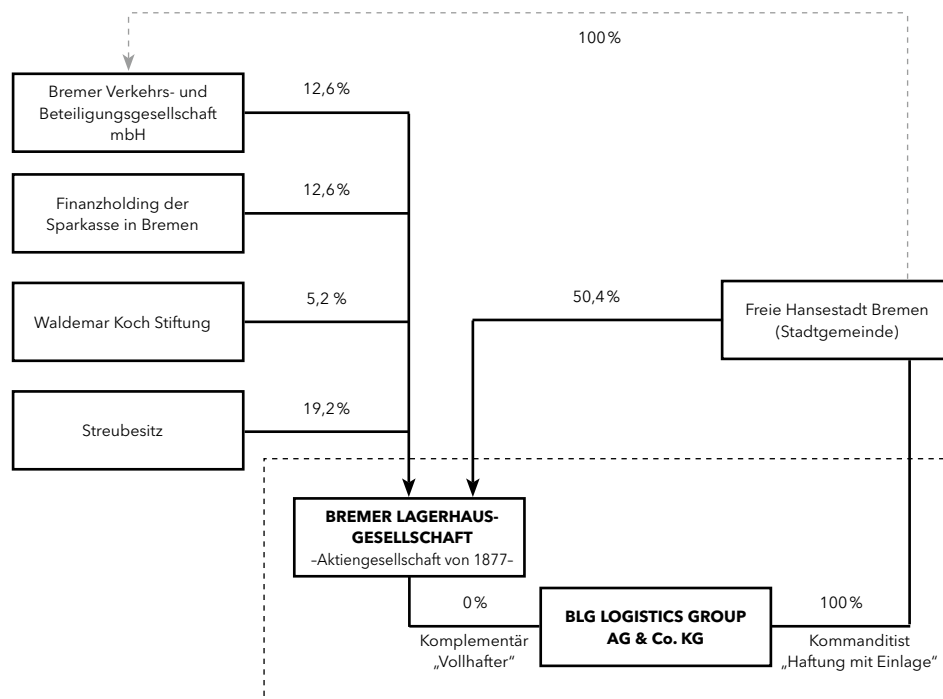 100%
Bremer Verkehrs- und
Beteiligungsgesellschaft
mbH
12,6%
Finanzholding der
Sparkasse in Bremen
12,6%
Waldemar Koch Stiftung
5,2 %
50,4%
Freie Hansestadt Bremen
(Stadtgemeinde)
Streubesitz
19,2%
BREMER LAGERHAUS-
GESELLSCHAFT
–Aktiengesellschaft von 1877–
0%
BLG LOGISTICS GROUP
AG & Co. KG
100%
Komplementär
„Vollhafter“
Kommanditist
„Haftung mit Einlage“